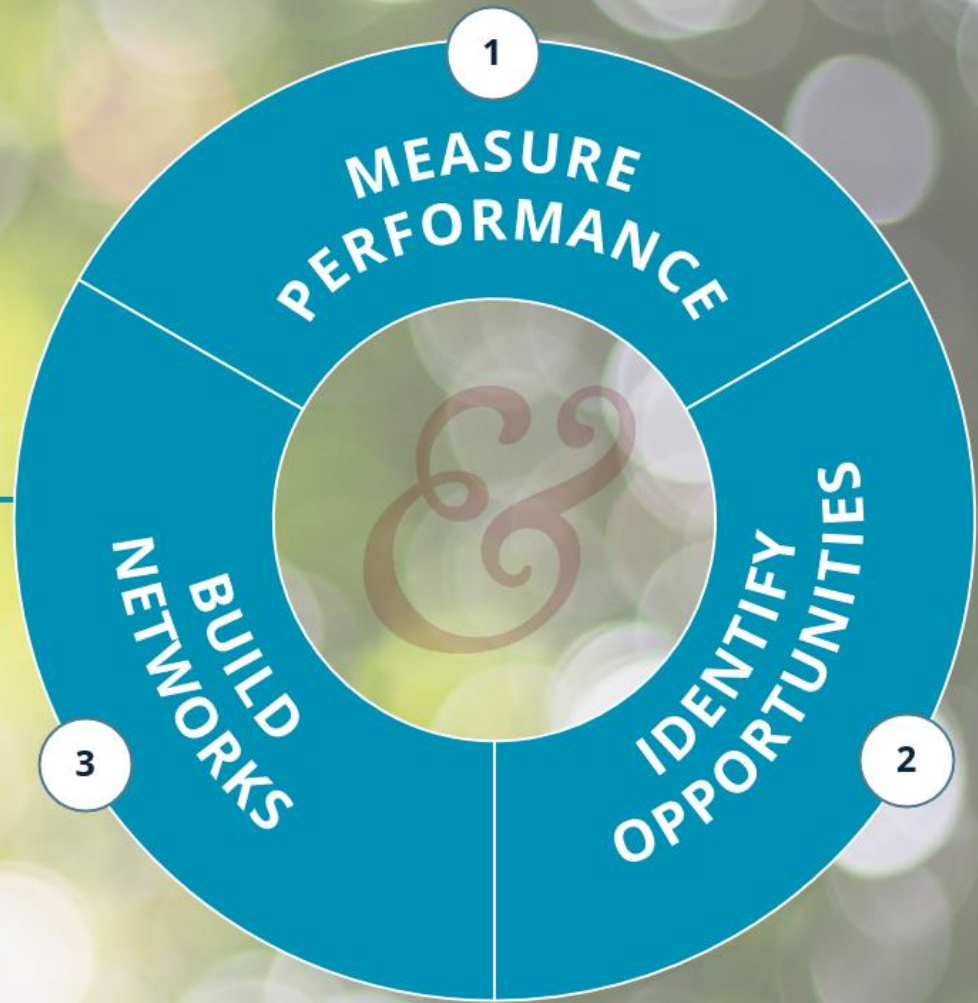 1
MEASURE
PERFORMANCE
&
2
IDENTIFY
OPPORTUNITIES
3
BUILD
NETWORKS